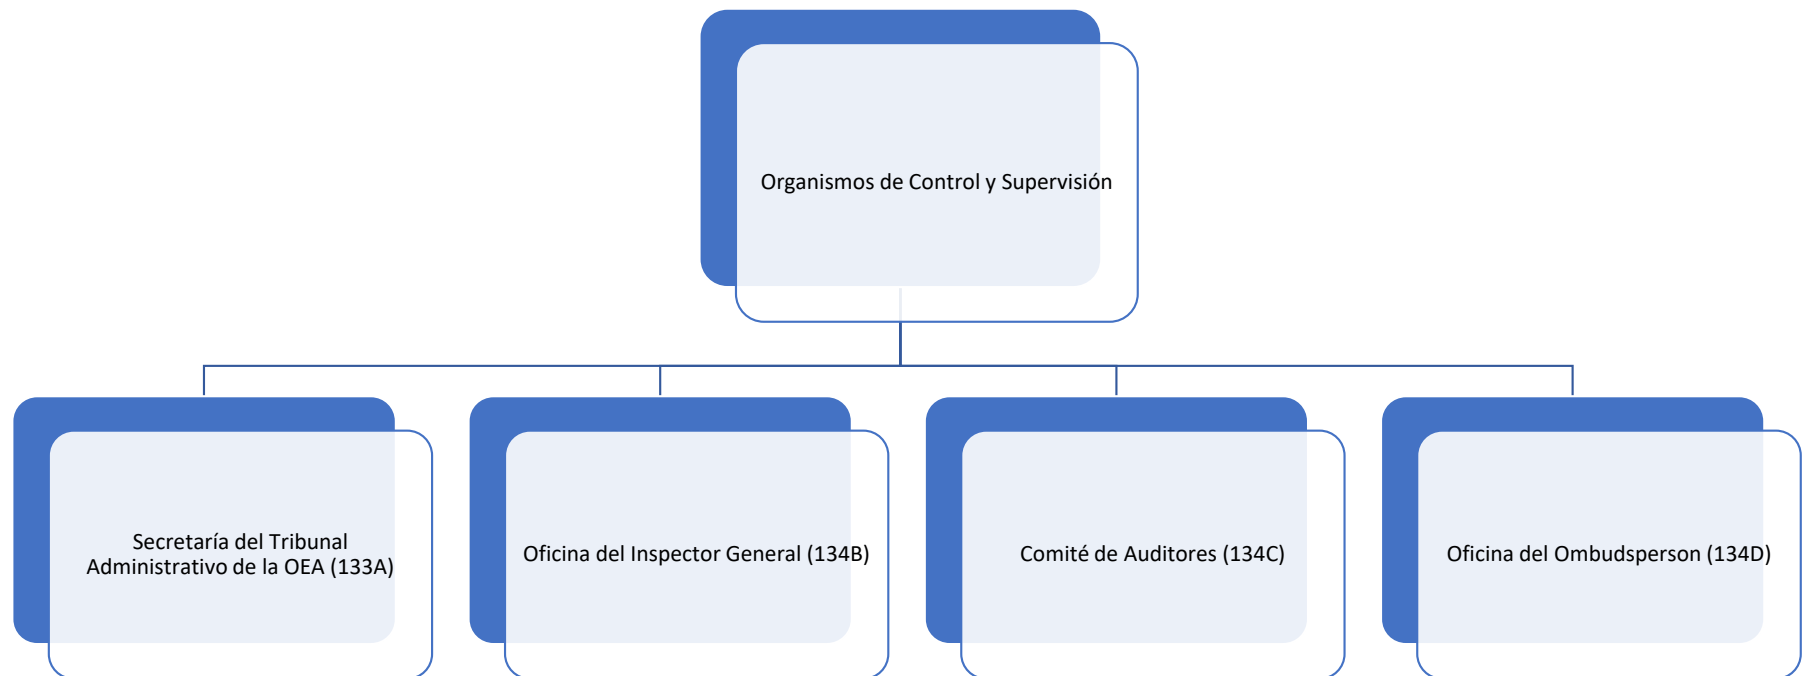 Organismos de Control y Supervisión
Secretaría del Tribunal
Administrativo de la OEA (133A)
Oficina del Inspector General (134B)
Comité de Auditores (134C)
Oficina del Ombudsperson (134D)